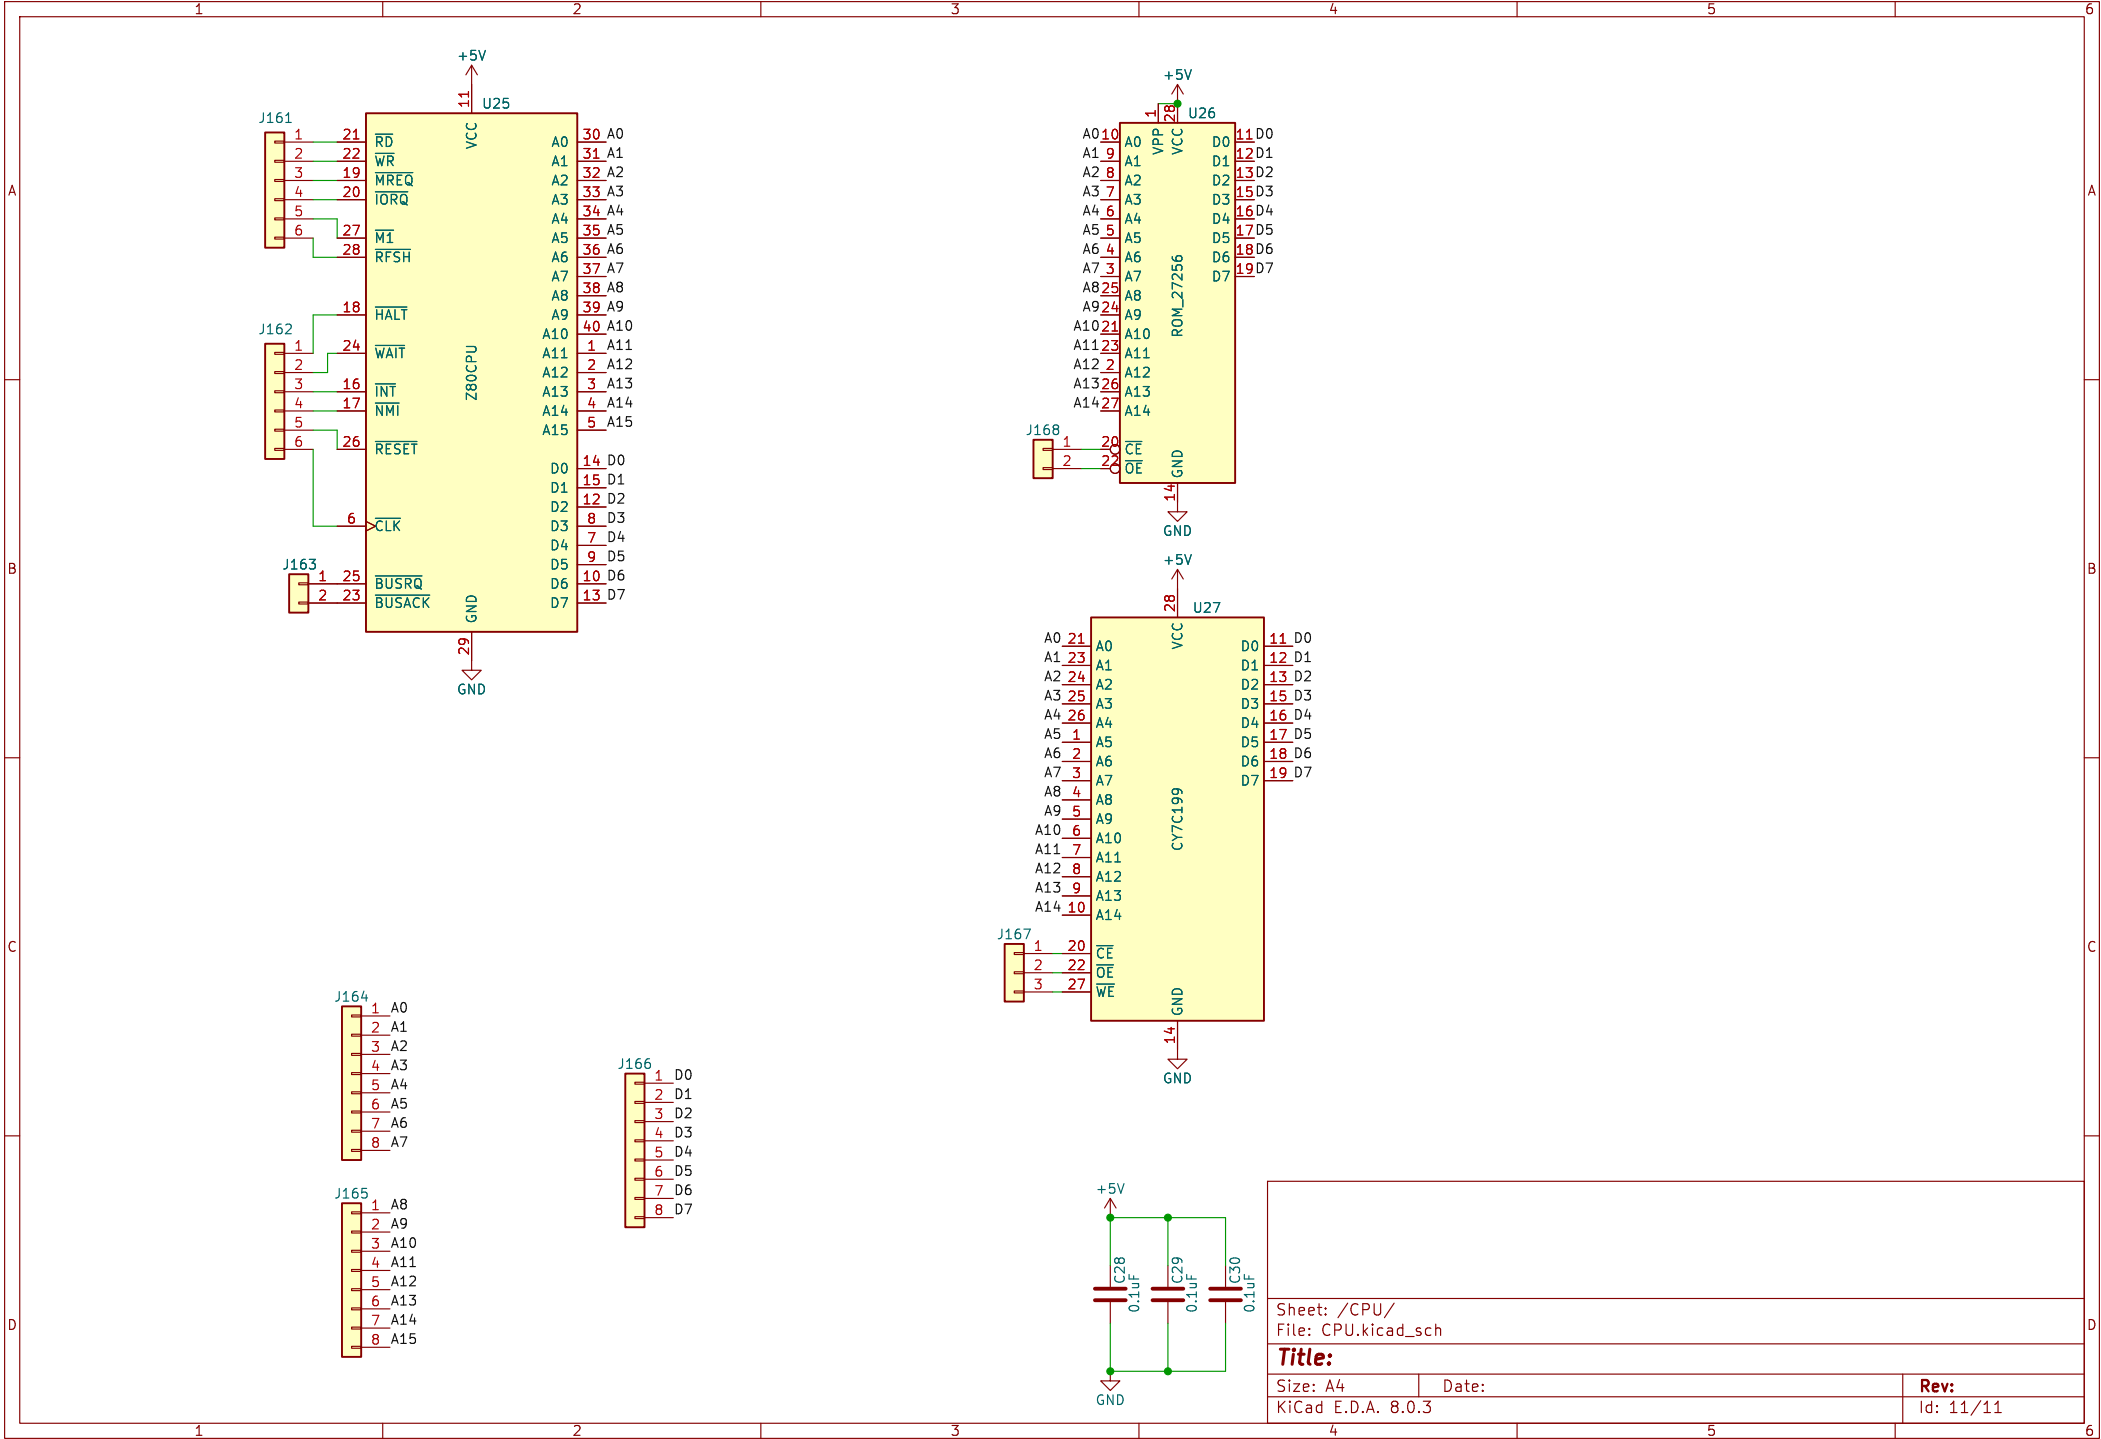 1 2 3 4 5 6
A A
B B
C C
D D
+5V
11
U25
VCC
Z80CPU
GND
29
GND
J161
1 21 RD
2 22 WR
3 19 MREQ
4 20 IORQ
5 27 M1
6 28 RFSH
J162
1 18 HALT
2 24 WAIT
3 16 INT
4 17 NMI
5 26 RESET
6 6 CLK
J163
1 25 BUSRQ
2 23 BUSACK
A0 30 A0
A1 31 A1
A2 32 A2
A3 33 A3
A4 34 A4
A5 35 A5
A6 36 A6
A7 37 A7
A8 38 A8
A9 39 A9
A10 40 A10
A11 1 A11
A12 2 A12
A13 3 A13
A14 4 A14
A15 5 A15
D0 14 D0
D1 15 D1
D2 12 D2
D3 8 D3
D4 7 D4
D5 9 D5
D6 10 D6
D7 13 D7
+5V
1 28
U26
VPP VCC
ROM_27256
A0 10 A0 D0 11 D0
A1 9 A1 D1 12 D1
A2 8 A2 D2 13 D2
A3 7 A3 D3 15 D3
A4 6 A4 D4 16 D4
A5 5 A5 D5 17 D5
A6 4 A6 D6 18 D6
A7 3 A7 D7 19 D7
A8 25 A8
A9 24 A9
A10 21 A10
A11 23 A11
A12 2 A12
A13 26 A13
A14 27 A14
J168
1 20 CE
2 22 OE
GND
14
GND
+5V
28
U27
VCC
CY7C199
A0 21 A0 D0 11 D0
A1 23 A1 D1 12 D1
A2 24 A2 D2 13 D2
A3 25 A3 D3 15 D3
A4 26 A4 D4 16 D4
A5 1 A5 D5 17 D5
A6 2 A6 D6 18 D6
A7 3 A7 D7 19 D7
A8 4 A8
A9 5 A9
A10 6 A10
A11 7 A11
A12 8 A12
A13 9 A13
A14 10 A14
J167
1 20 CE
2 22 OE
3 27 WE
GND
14
GND
J164
1 A0
2 A1
3 A2
4 A3
5 A4
6 A5
7 A6
8 A7
J165
1 A8
2 A9
3 A10
4 A11
5 A12
6 A13
7 A14
8 A15
J166
1 D0
2 D1
3 D2
4 D3
5 D4
6 D5
7 D6
8 D7
+5V
C28 0.1uF
C29 0.1uF
C30 0.1uF
GND
Sheet: /CPU/
File: CPU.kicad_sch
Title:
Size: A4 Date: Rev:
KiCad E.D.A. 8.0.3 Id: 11/11
1 2 3 4 5 6